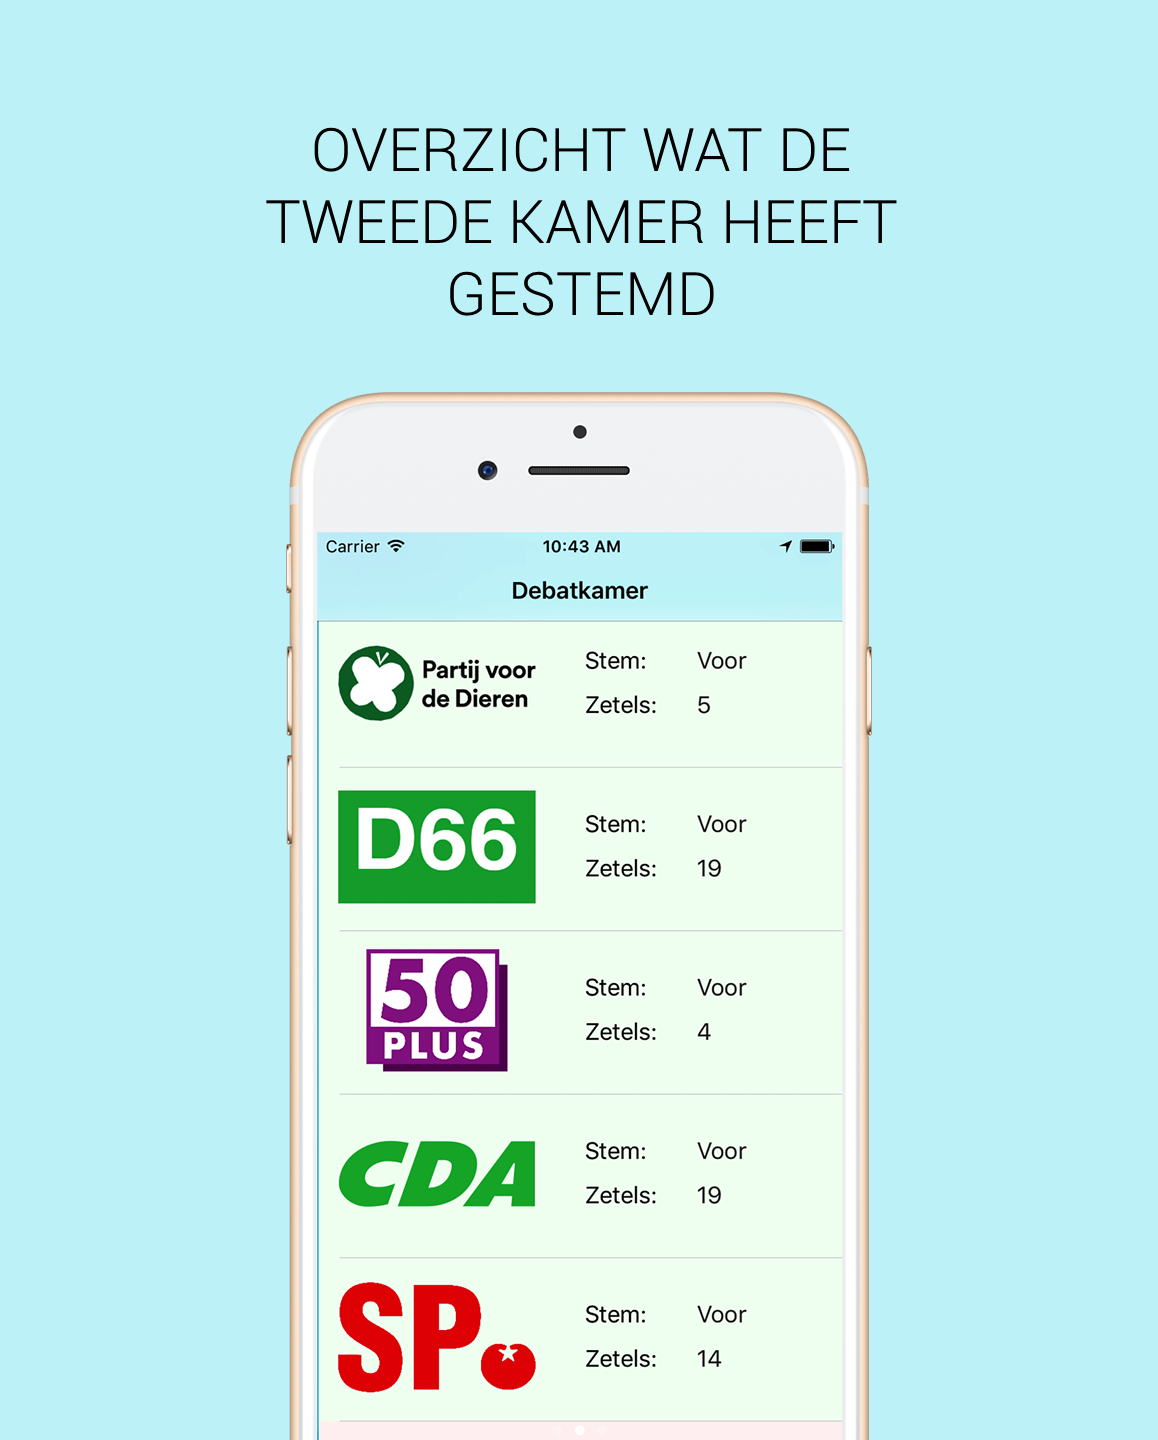 OVERZICHT WAT DE
TWEEDE KAMER HEEFT
GESTEMD
Carrier 10:43 AM
Debatkamer
Partij voor
de Dieren
Stem: Voor
Zetels: 5
D66
Stem: Voor
Zetels: 19
50
PLUS
Stem: Voor
Zetels: 4
CDA
Stem: Voor
Zetels: 19
SP
Stem: Voor
Zetels: 14